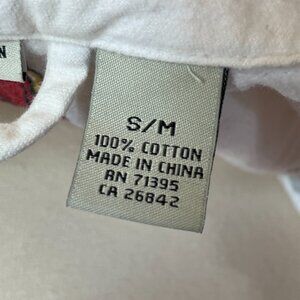 N
S/M
100% COTTON
MADE IN CHINA
RN 71395
CA 26842